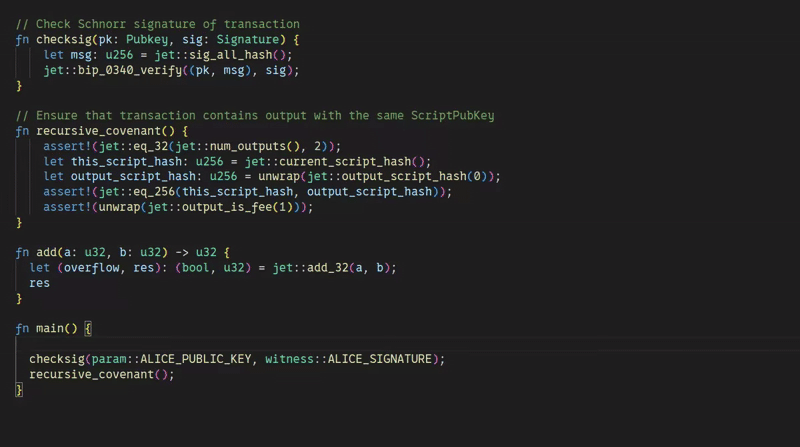 // Check Schnorr signature of transaction
fn checksig(pk: Pubkey, sig: Signature) {
    let msg: u256 = jet::sig_all_hash();
    jet::bip_0340_verify((pk, msg), sig);
}
// Ensure that transaction contains output with the same ScriptPubKey
fn recursive_covenant() {
    assert!(jet::eq_32(jet::num_outputs(), 2));
    let this_script_hash: u256 = jet::current_script_hash();
    let output_script_hash: u256 = unwrap(jet::output_script_hash(0));
    assert!(jet::eq_256(this_script_hash, output_script_hash));
    assert!(unwrap(jet::output_is_fee(1)));
}
fn add(a: u32, b: u32) -> u32 {
  let (overflow, res): (bool, u32) = jet::add_32(a, b);
  res
}
fn main() {
  checksig(param::ALICE_PUBLIC_KEY, witness::ALICE_SIGNATURE);
  recursive_covenant();
}